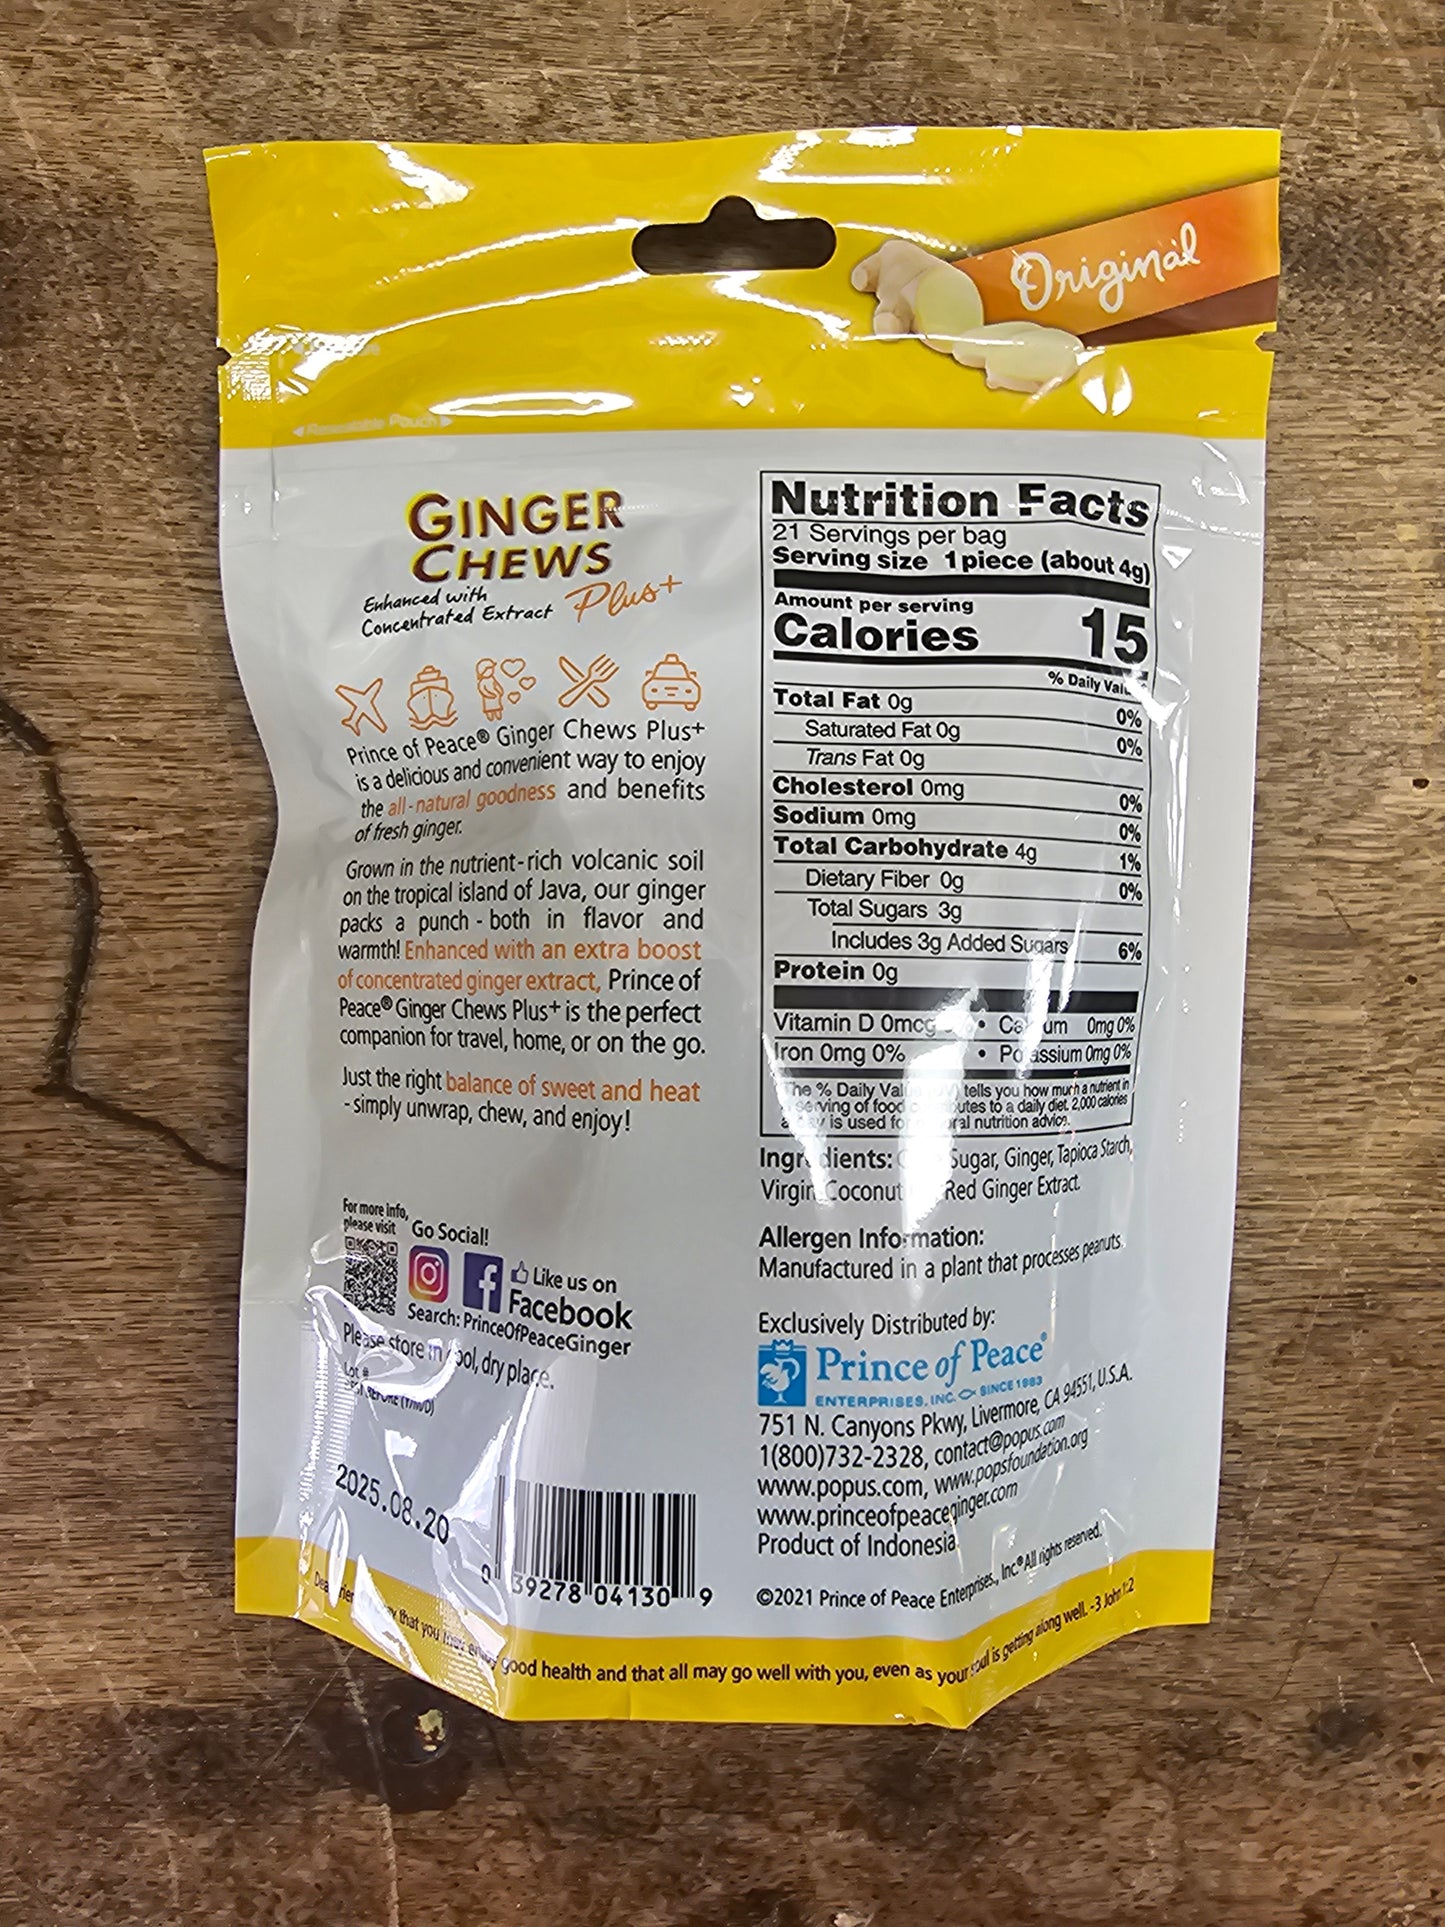 Original
Resealable Pouch
GINGER
CHEWS
Enhanced with
Concentrated Extract
Plus+
Prince of Peace® Ginger Chews Plus+
is a delicious and convenient way to enjoy
the all-natural goodness and benefits
of fresh ginger.
Grown in the nutrient-rich volcanic soil
on the tropical island of Java, our ginger
packs a punch - both in flavor and
warmth! Enhanced with an extra boost
of concentrated ginger extract, Prince of
Peace® Ginger Chews Plus+ is the perfect
companion for travel, home, or on the go.
Just the right balance of sweet and heat
- simply unwrap, chew, and enjoy!
For more info,
please visit
Go Social!
Like us on
Facebook
Search: PrinceOfPeaceGinger
Please store in cool, dry place.
Lot #
BEFORE (Y/M/D)
2025.08.20
0 39278 04130 9
Nutrition Facts
21 Servings per bag
Serving size 1 piece (about 4g)
Amount per serving
Calories 15
% Daily Value
Total Fat 0g 0%
Saturated Fat 0g 0%
Trans Fat 0g
Cholesterol 0mg 0%
Sodium 0mg 0%
Total Carbohydrate 4g 1%
Dietary Fiber 0g 0%
Total Sugars 3g
Includes 3g Added Sugars 6%
Protein 0g
Vitamin D 0mcg • Calcium 0mg 0%
Iron 0mg 0% • Potassium 0mg 0%
The % Daily Value (DV) tells you how much a nutrient in
a serving of food contributes to a daily diet. 2,000 calories
a day is used for general nutrition advice.
Ingredients: Sugar, Ginger, Tapioca Starch,
Virgin Coconut Red Ginger Extract.
Allergen Information:
Manufactured in a plant that processes peanuts.
Exclusively Distributed by:
Prince of Peace®
ENTERPRISES, INC. SINCE 1983
751 N. Canyons Pkwy, Livermore, CA 94551, U.S.A.
1(800)732-2328, contact@popus.com
www.popus.com, www.popsfoundation.org
www.princeofpeaceginger.com
Product of Indonesia
©2021 Prince of Peace Enterprises, Inc.® All rights reserved.
Dear friend, I pray that you may enjoy good health and that all may go well with you, even as your soul is getting along well. -3 John 1:2